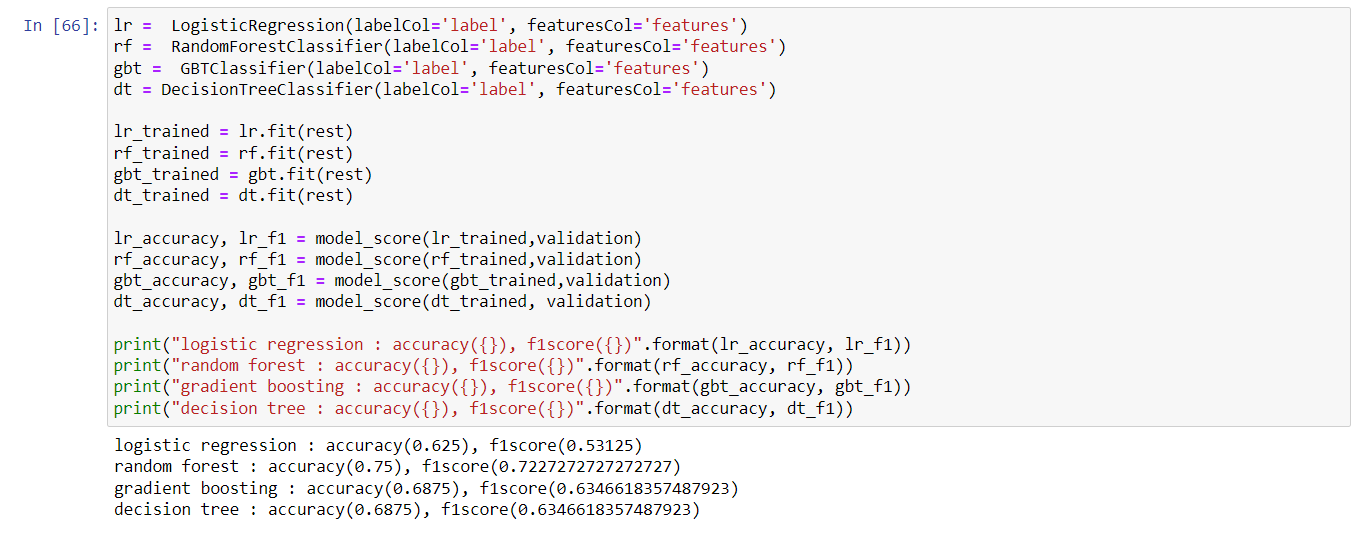 In [66]: lr =  LogisticRegression(labelCol='label', featuresCol='features')
rf =  RandomForestClassifier(labelCol='label', featuresCol='features')
gbt =  GBTClassifier(labelCol='label', featuresCol='features')
dt = DecisionTreeClassifier(labelCol='label', featuresCol='features')
lr_trained = lr.fit(rest)
rf_trained = rf.fit(rest)
gbt_trained = gbt.fit(rest)
dt_trained = dt.fit(rest)
lr_accuracy, lr_f1 = model_score(lr_trained,validation)
rf_accuracy, rf_f1 = model_score(rf_trained,validation)
gbt_accuracy, gbt_f1 = model_score(gbt_trained,validation)
dt_accuracy, dt_f1 = model_score(dt_trained, validation)
print("logistic regression : accuracy({}), f1score({})".format(lr_accuracy, lr_f1))
print("random forest : accuracy({}), f1score({})".format(rf_accuracy, rf_f1))
print("gradient boosting : accuracy({}), f1score({})".format(gbt_accuracy, gbt_f1))
print("decision tree : accuracy({}), f1score({})".format(dt_accuracy, dt_f1))
logistic regression : accuracy(0.625), f1score(0.53125)
random forest : accuracy(0.75), f1score(0.7227272727272727)
gradient boosting : accuracy(0.6875), f1score(0.6346618357487923)
decision tree : accuracy(0.6875), f1score(0.6346618357487923)